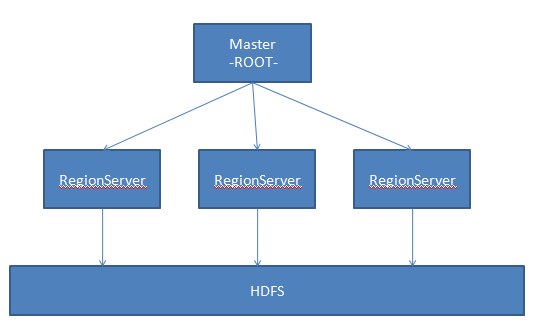 Master
-ROOT-
RegionServer
RegionServer
RegionServer
HDFS